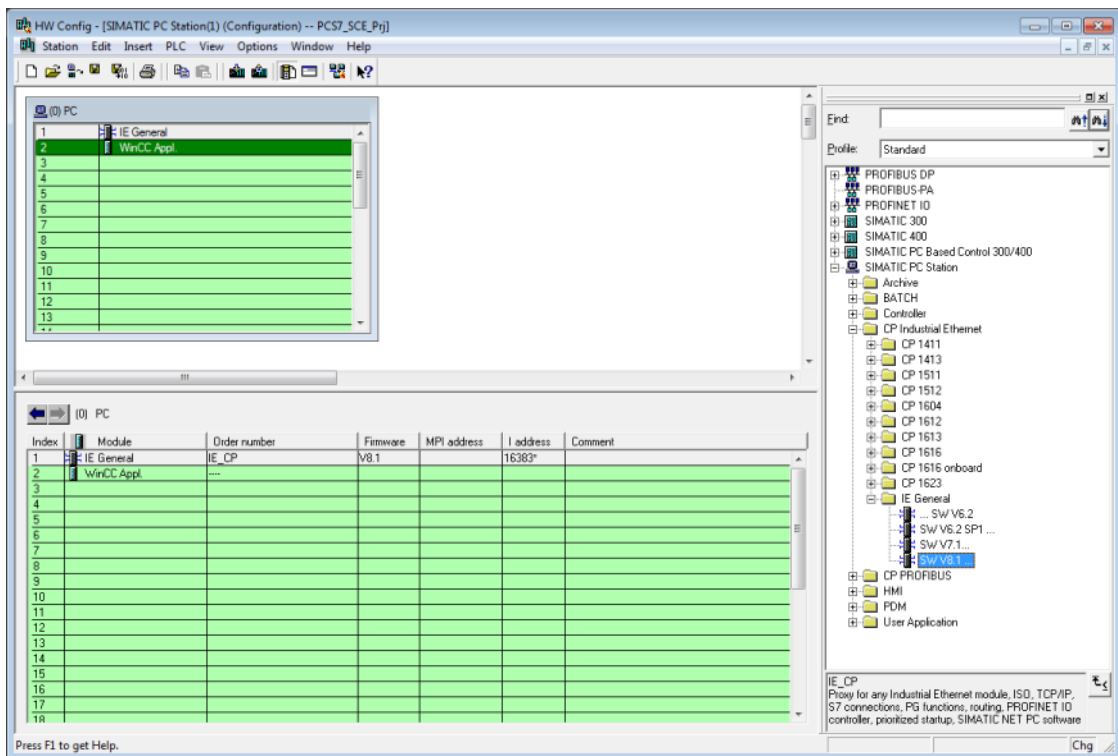 HW Config - [SIMATIC PC Station(1) (Configuration) -- PCS7_SCE_Prj]
Station Edit Insert PLC View Options Window Help
(0) PC
1 IE General
2 WinCC Appl.
3
4
5
6
7
8
9
10
11
12
13
(0) PC
Index Module Order number Firmware MPI address I address Comment
1 IE General IE_CP V8.1 16383*
2 WinCC Appl. ----
3
4
5
6
7
8
9
10
11
12
13
14
15
16
17
18
Find:
Profile: Standard
PROFIBUS DP
PROFIBUS-PA
PROFINET IO
SIMATIC 300
SIMATIC 400
SIMATIC PC Based Control 300/400
SIMATIC PC Station
Archive
BATCH
Controller
CP Industrial Ethernet
CP 1411
CP 1413
CP 1511
CP 1512
CP 1604
CP 1612
CP 1613
CP 1616
CP 1616 onboard
CP 1623
IE General
... SW V6.2
SW V6.2 SP1 ...
SW V7.1...
SW V8.1 ...
CP PROFIBUS
HMI
PDM
User Application
IE_CP
Proxy for any Industrial Ethernet module, ISO, TCP/IP,
S7 connections, PG functions, routing, PROFINET IO
controller, prioritized startup, SIMATIC NET PC software
Press F1 to get Help.
Chg